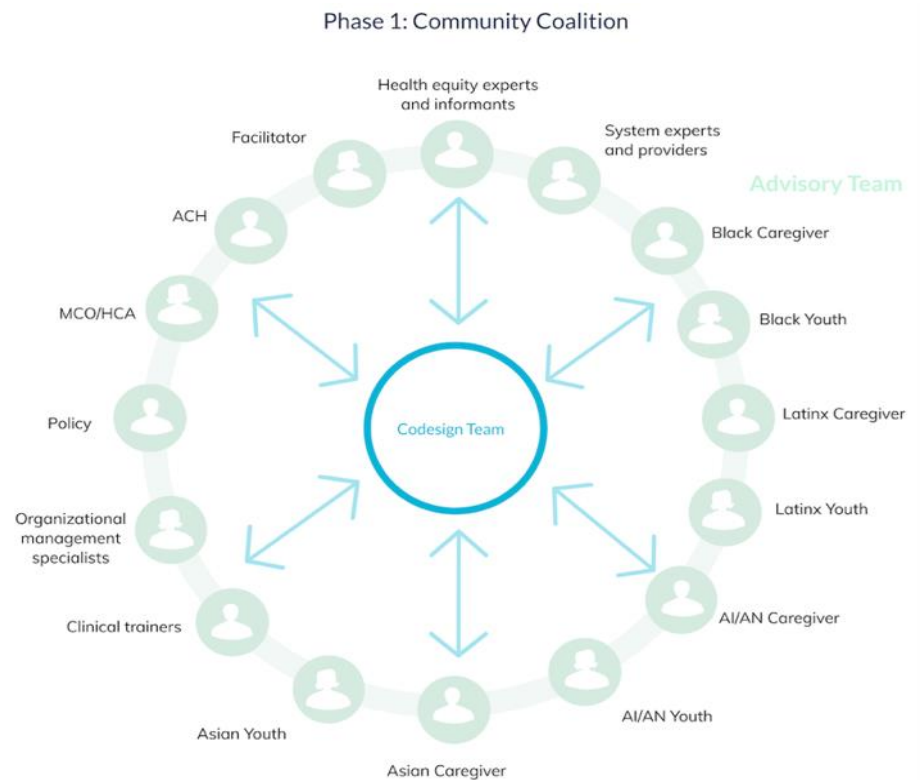 Phase 1: Community Coalition
Health equity experts
and informants
Facilitator
System experts
and providers
Advisory Team
ACH
Black Caregiver
MCO/HCA
Black Youth
Policy
Codesign Team
Latinx Caregiver
Organizational
management
specialists
Latinx Youth
Clinical trainers
AI/AN Caregiver
Asian Youth
AI/AN Youth
Asian Caregiver